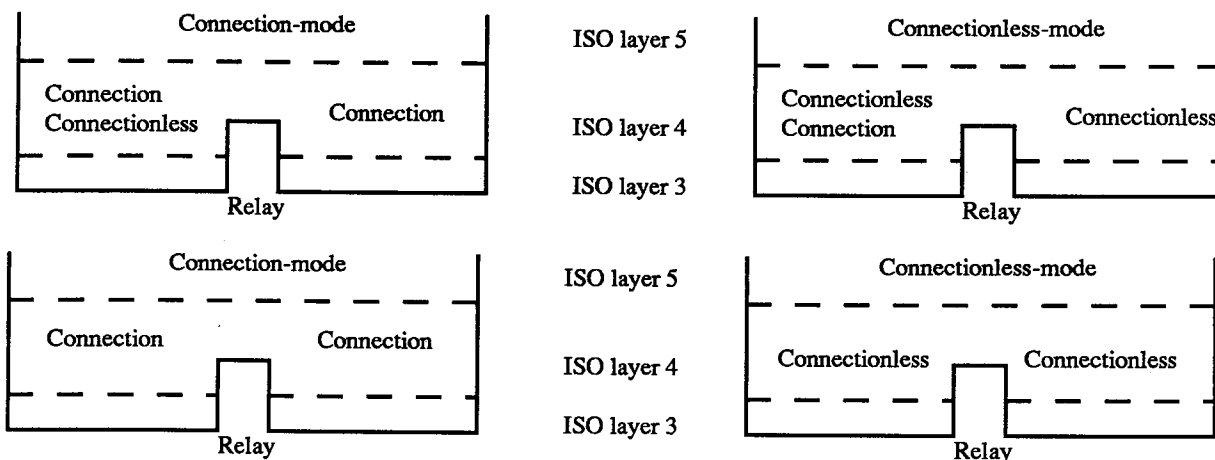 Connection-mode
ISO layer 5
Connectionless-mode
Connection
Connectionless
Connection
ISO layer 4
Connectionless
Connection
Connectionless
ISO layer 3
Relay
Relay
Connection-mode
ISO layer 5
Connectionless-mode
Connection
Connection
ISO layer 4
Connectionless
Connectionless
ISO layer 3
Relay
Relay